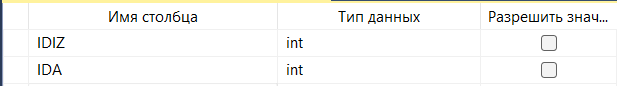 Имя столбца Тип данных Разрешить знач...
IDIZ int
IDA int